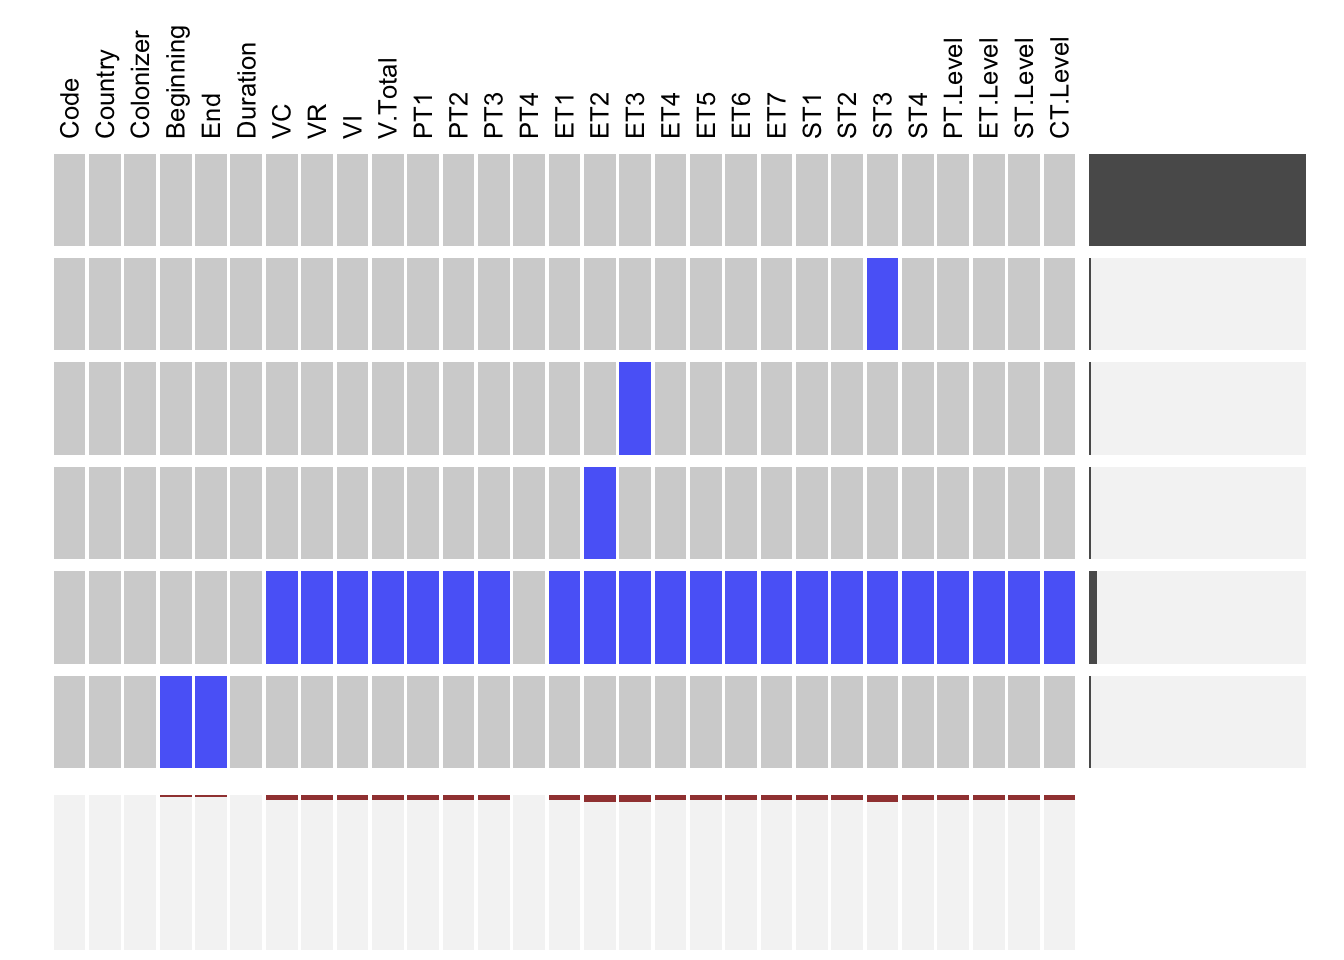 Code
Country
Colonizer
Beginning
End
Duration
VC
VR
VI
V.Total
PT1
PT2
PT3
PT4
ET1
ET2
ET3
ET4
ET5
ET6
ET7
ST1
ST2
ST3
ST4
PT.Level
ET.Level
ST.Level
CT.Level